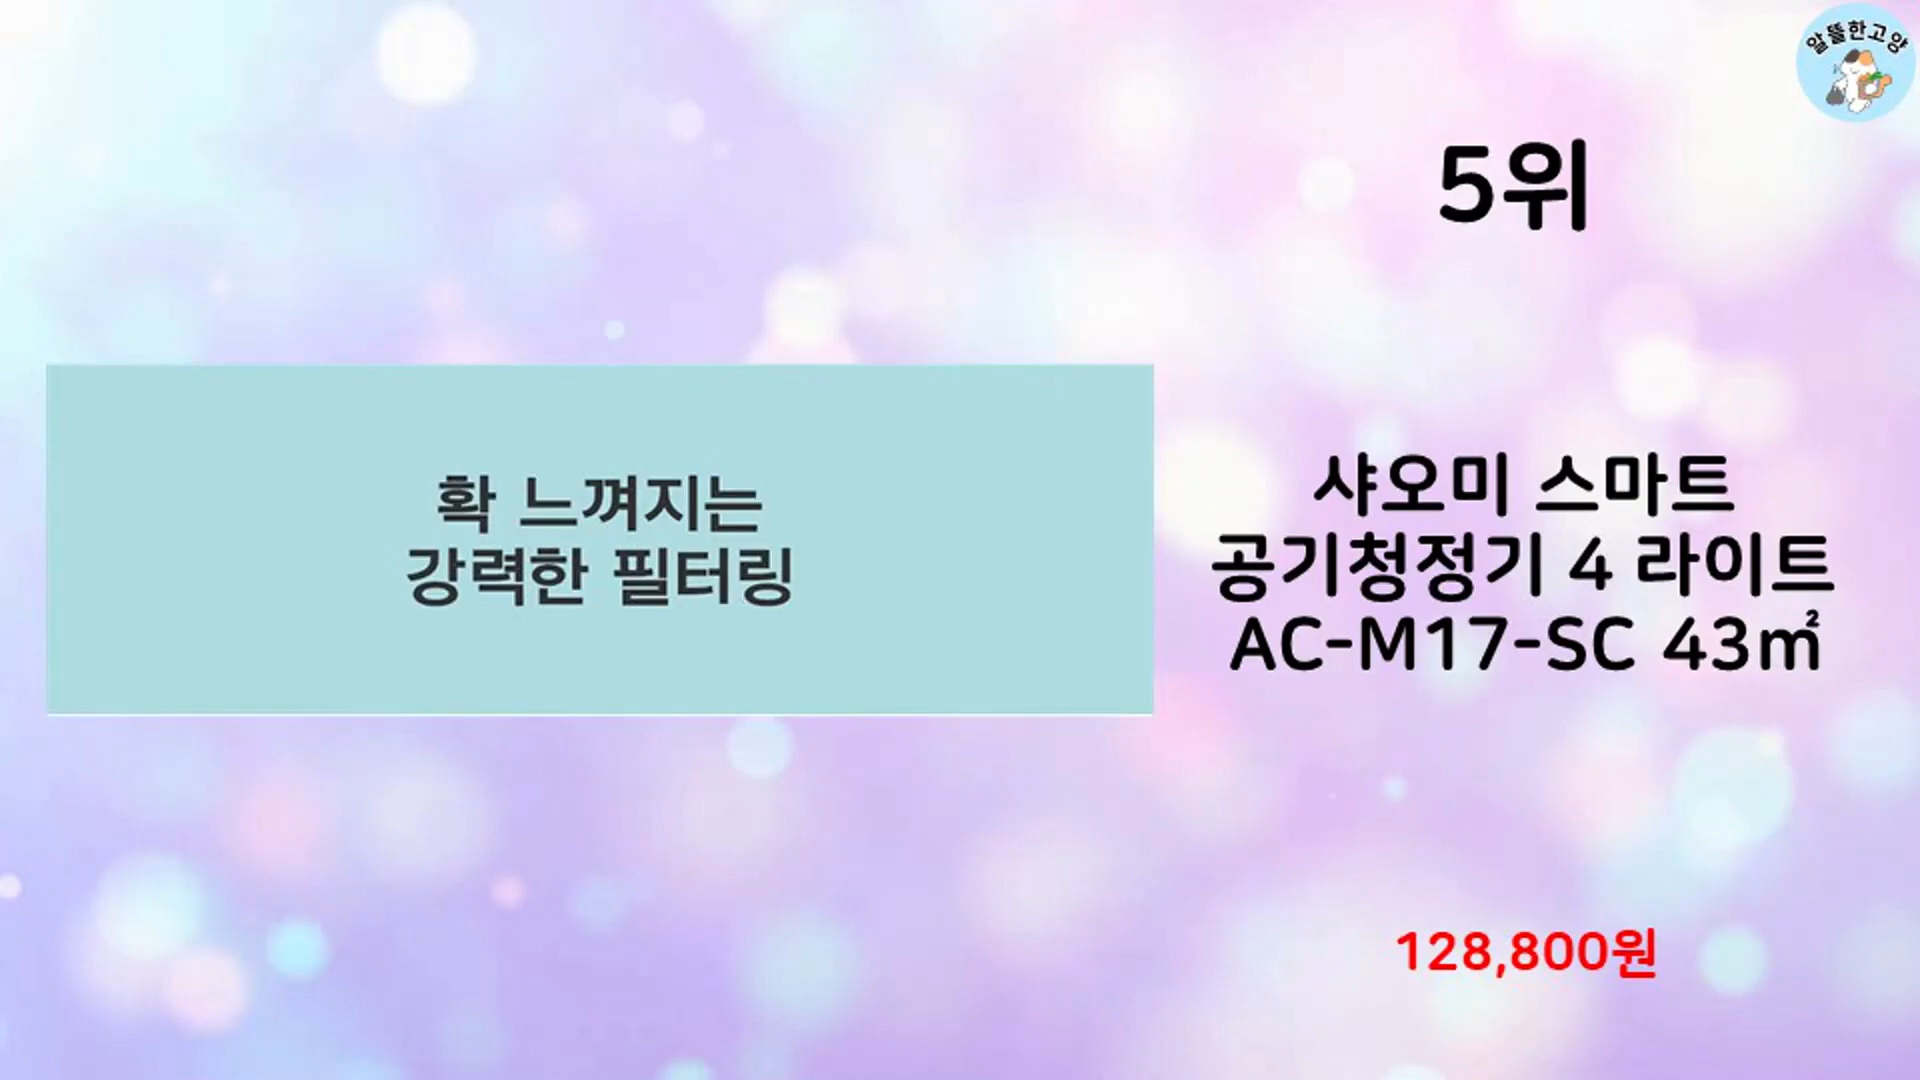 알뜰한고양
5위
확 느껴지는
강력한 필터링
샤오미 스마트
공기청정기 4 라이트
AC-M17-SC 43㎡
128,800원